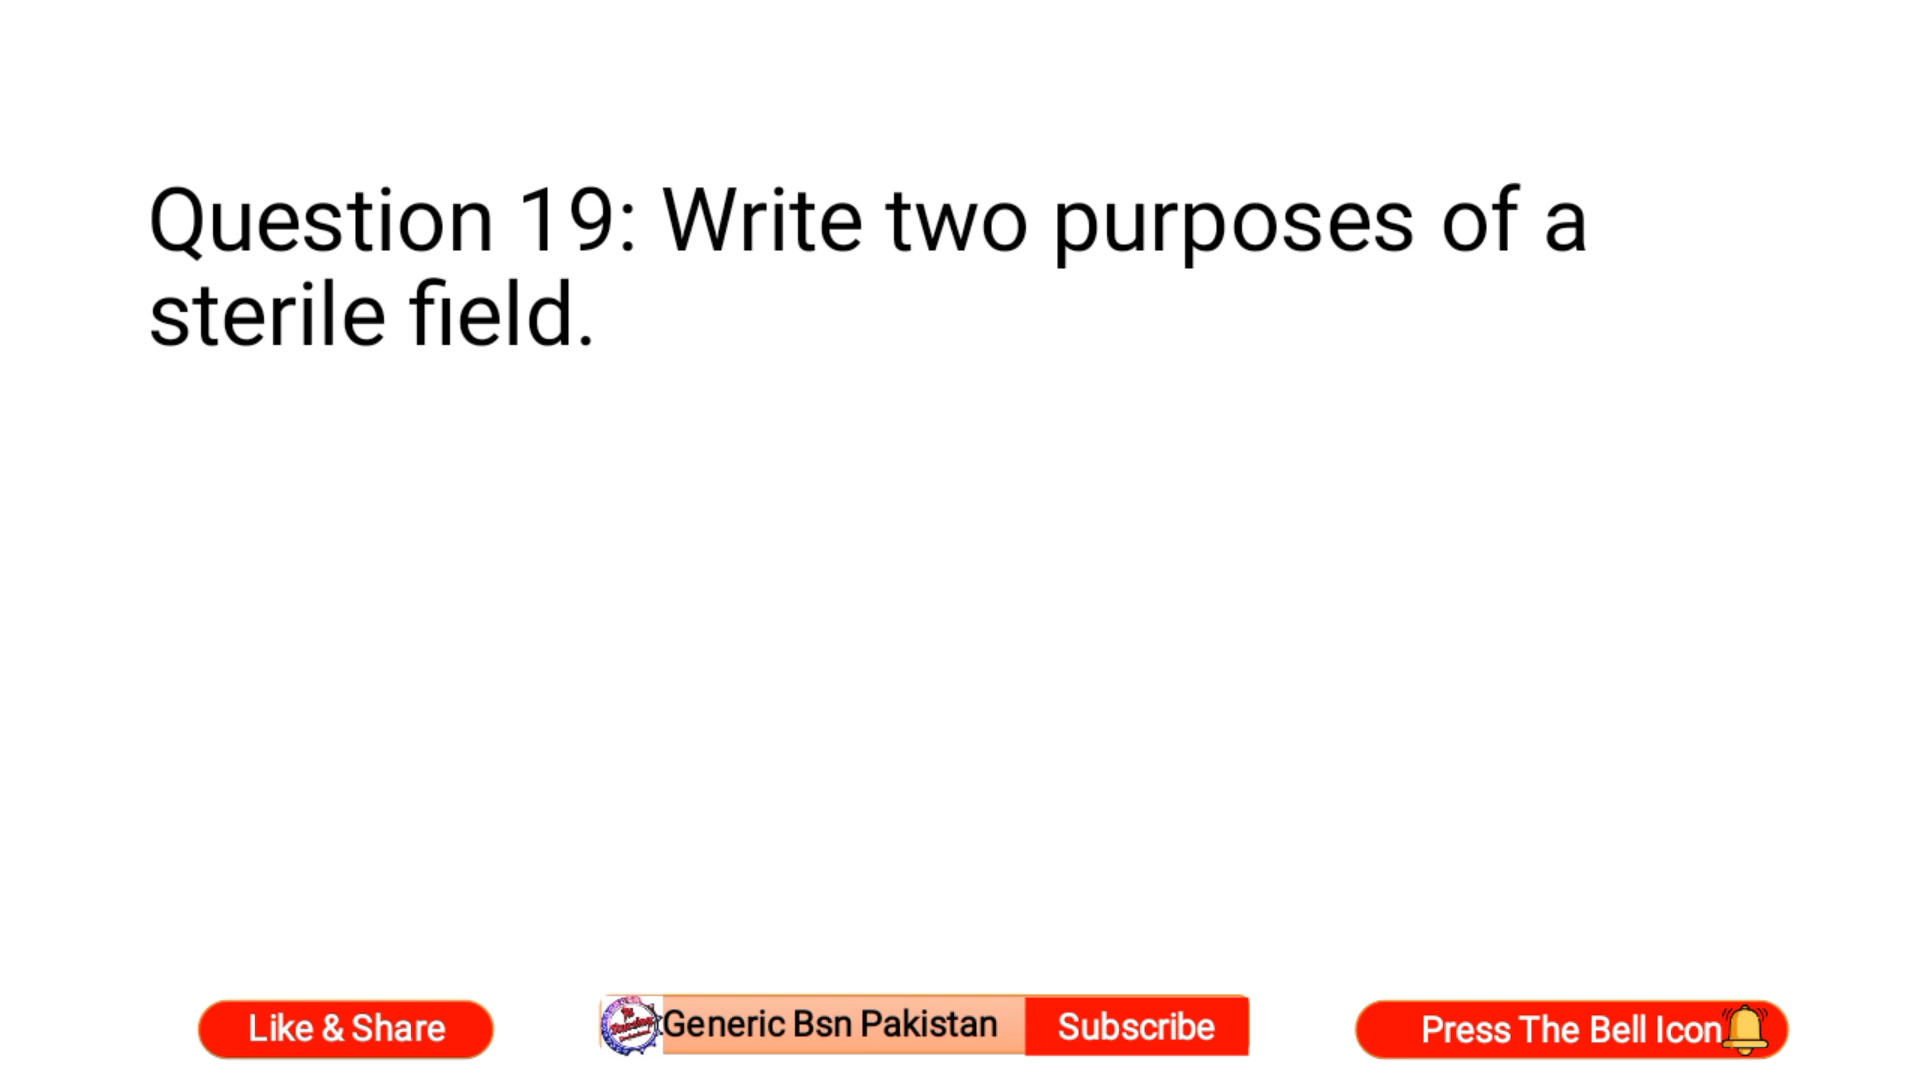 Question 19: Write two purposes of a
sterile field.
Like & Share
Generic Bsn Pakistan
Subscribe
Press The Bell Icon